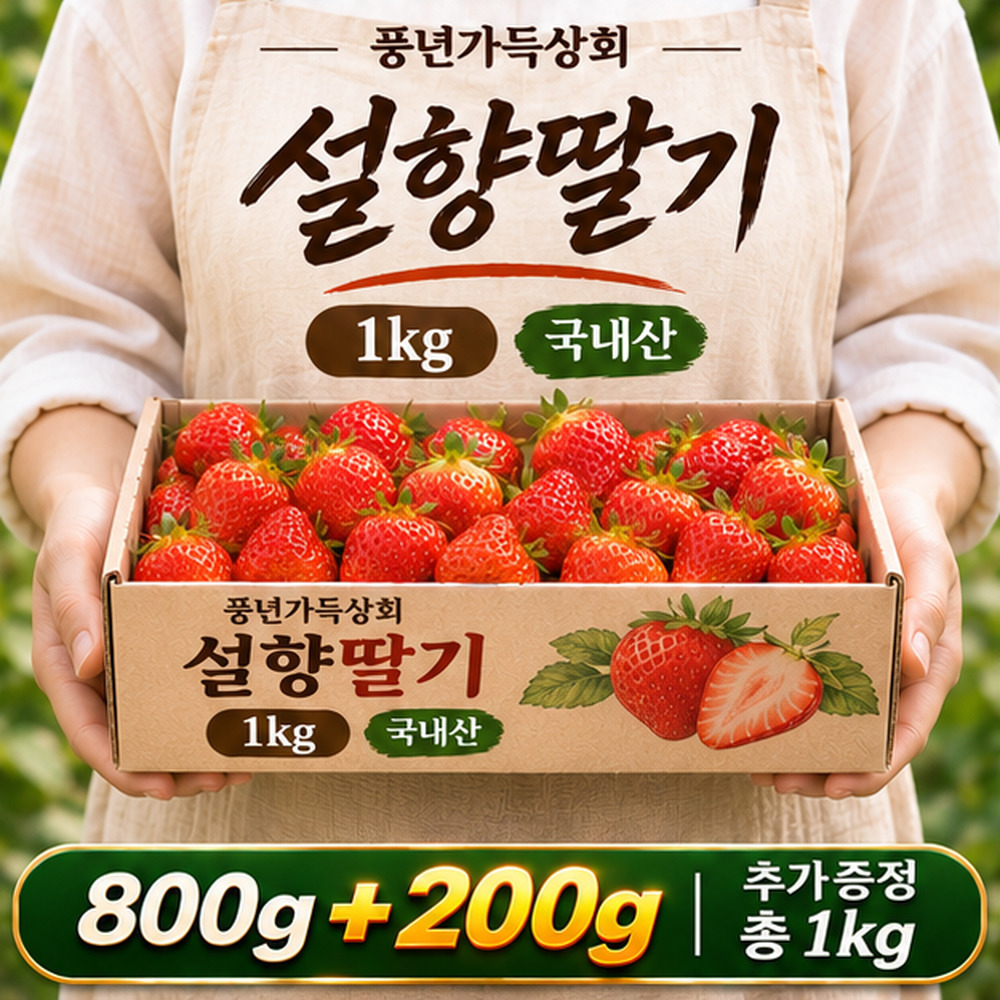 풍년가득상회
설향딸기
1kg 국내산
풍년가득상회
설향딸기
1kg 국내산
800g + 200g
추가증정
총 1kg